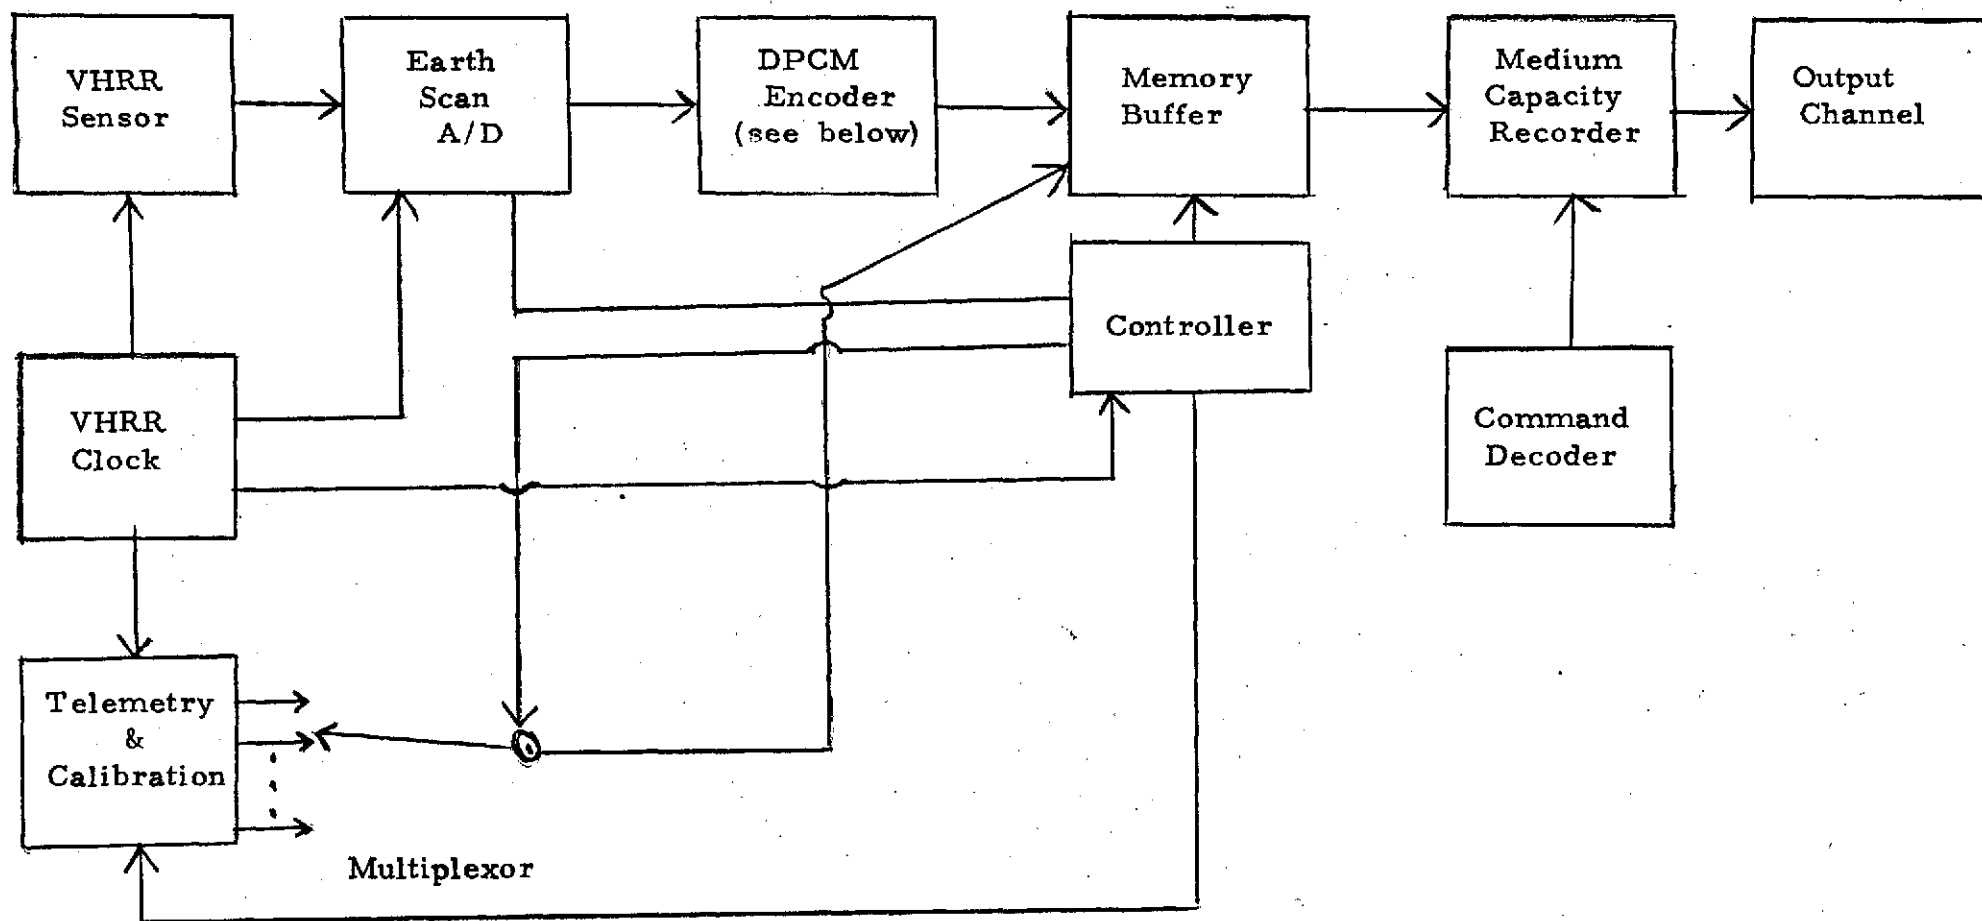 VHRR
Sensor
Earth
Scan
A/D
DPCM
Encoder
(see below)
Memory
Buffer
Medium
Capacity
Recorder
Output
Channel
VHRR
Clock
Controller
Command
Decoder
Telemetry
&
Calibration
Multiplexor